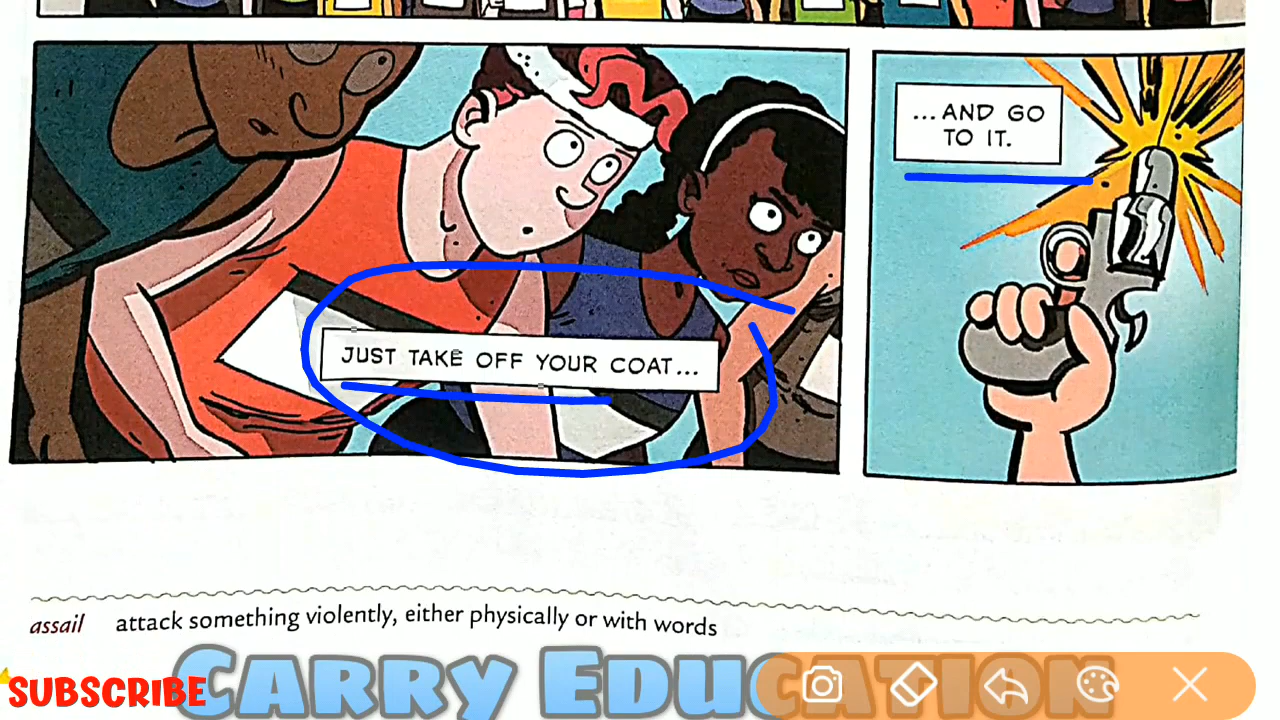 ...AND GO
TO IT.
JUST TAKE OFF YOUR COAT...
assail attack something violently, either physically or with words
SUBSCRIBE
CARRY EDUCATION